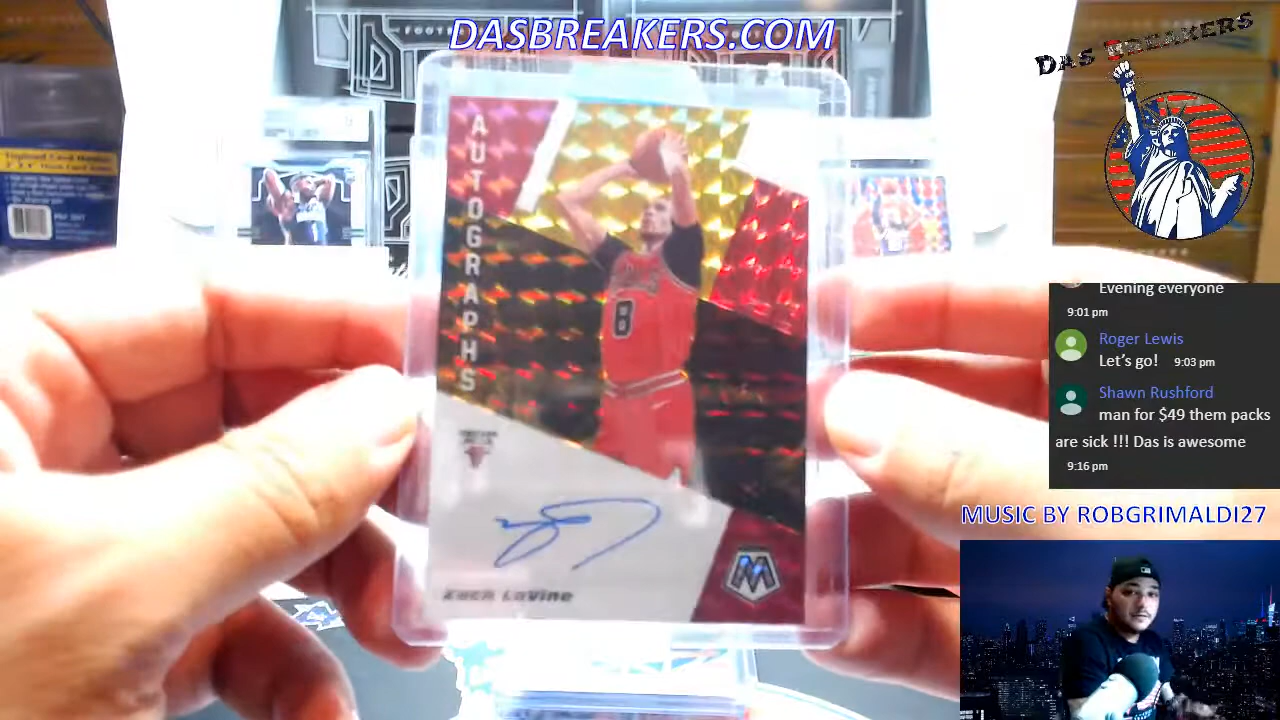 DASBREAKERS.COM
DAS BREAKERS
AUTOGRAPHS
8
Zach LaVine
M
Evening everyone
9:01 pm
Roger Lewis
Let's go! 9:03 pm
Shawn Rushford
man for $49 them packs
are sick !!! Das is awesome
9:16 pm
MUSIC BY ROBGRIMALDI27